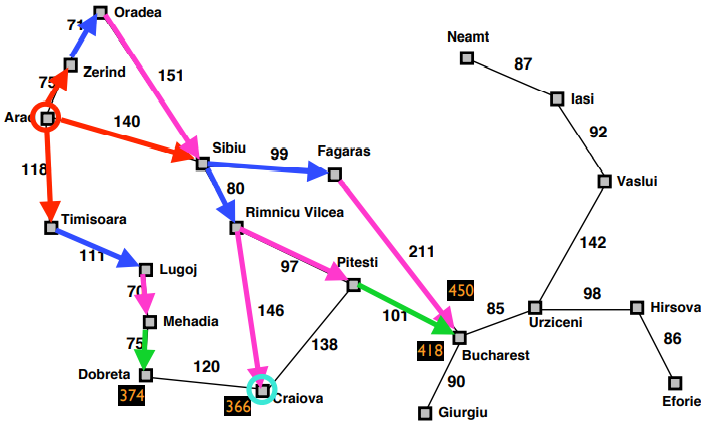 Oradea
71
Neamt
87
Zerind
151
75
Iasi
Arad
140
92
118
Sibiu
99
Făgăraş
80
Vaslui
Timisoara
Rimnicu Vilcea
111
142
Lugoj
97
Pitesti
211
70
450
98
Hirsova
146
101
85
Mehadia
Urziceni
75
138
418
Bucharest
86
120
Dobreta
90
374
366
Craiova
Giurgiu
Eforie